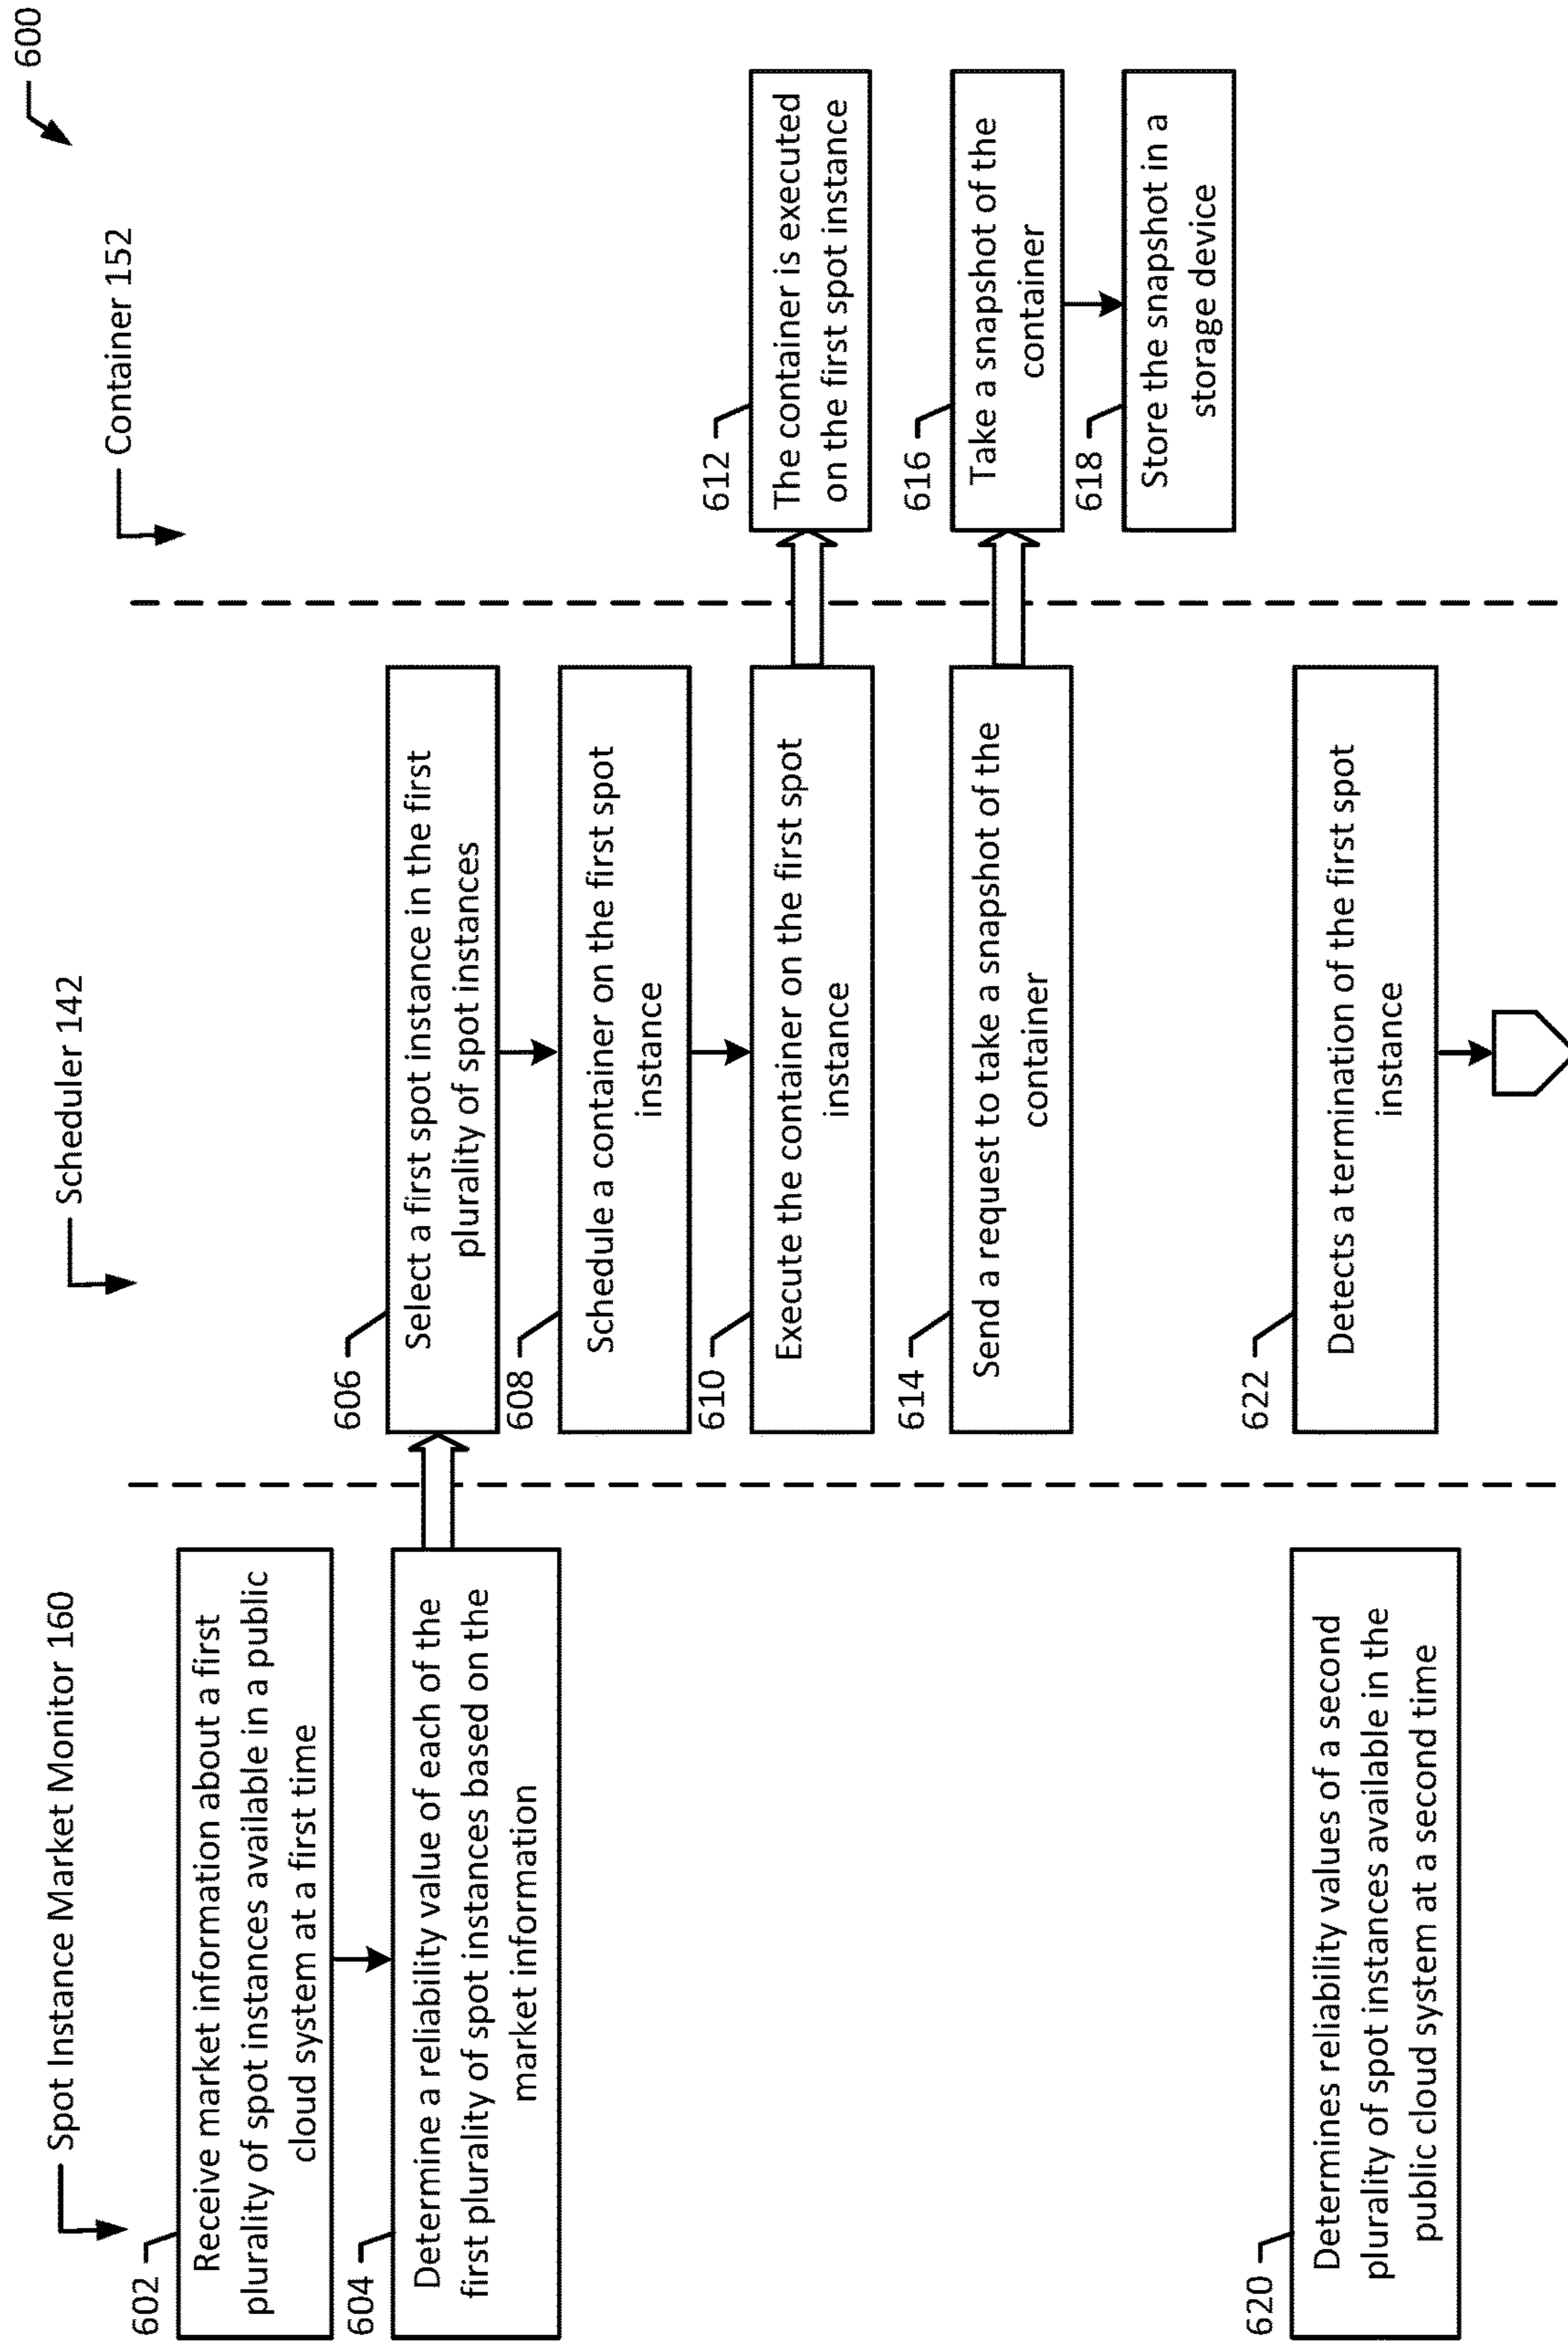 600
Spot Instance Market Monitor 160
Scheduler 142
Container 152
602
Receive market information about a first
plurality of spot instances available in a public
cloud system at a first time
604
Determine a reliability value of each of the
first plurality of spot instances based on the
market information
606
Select a first spot instance in the first
plurality of spot instances
608
Schedule a container on the first spot
instance
610
Execute the container on the first spot
instance
612
The container is executed
on the first spot instance
614
Send a request to take a snapshot of the
container
616
Take a snapshot of the
container
618
Store the snapshot in a
storage device
620
Determines reliability values of a second
plurality of spot instances available in the
public cloud system at a second time
622
Detects a termination of the first spot
instance